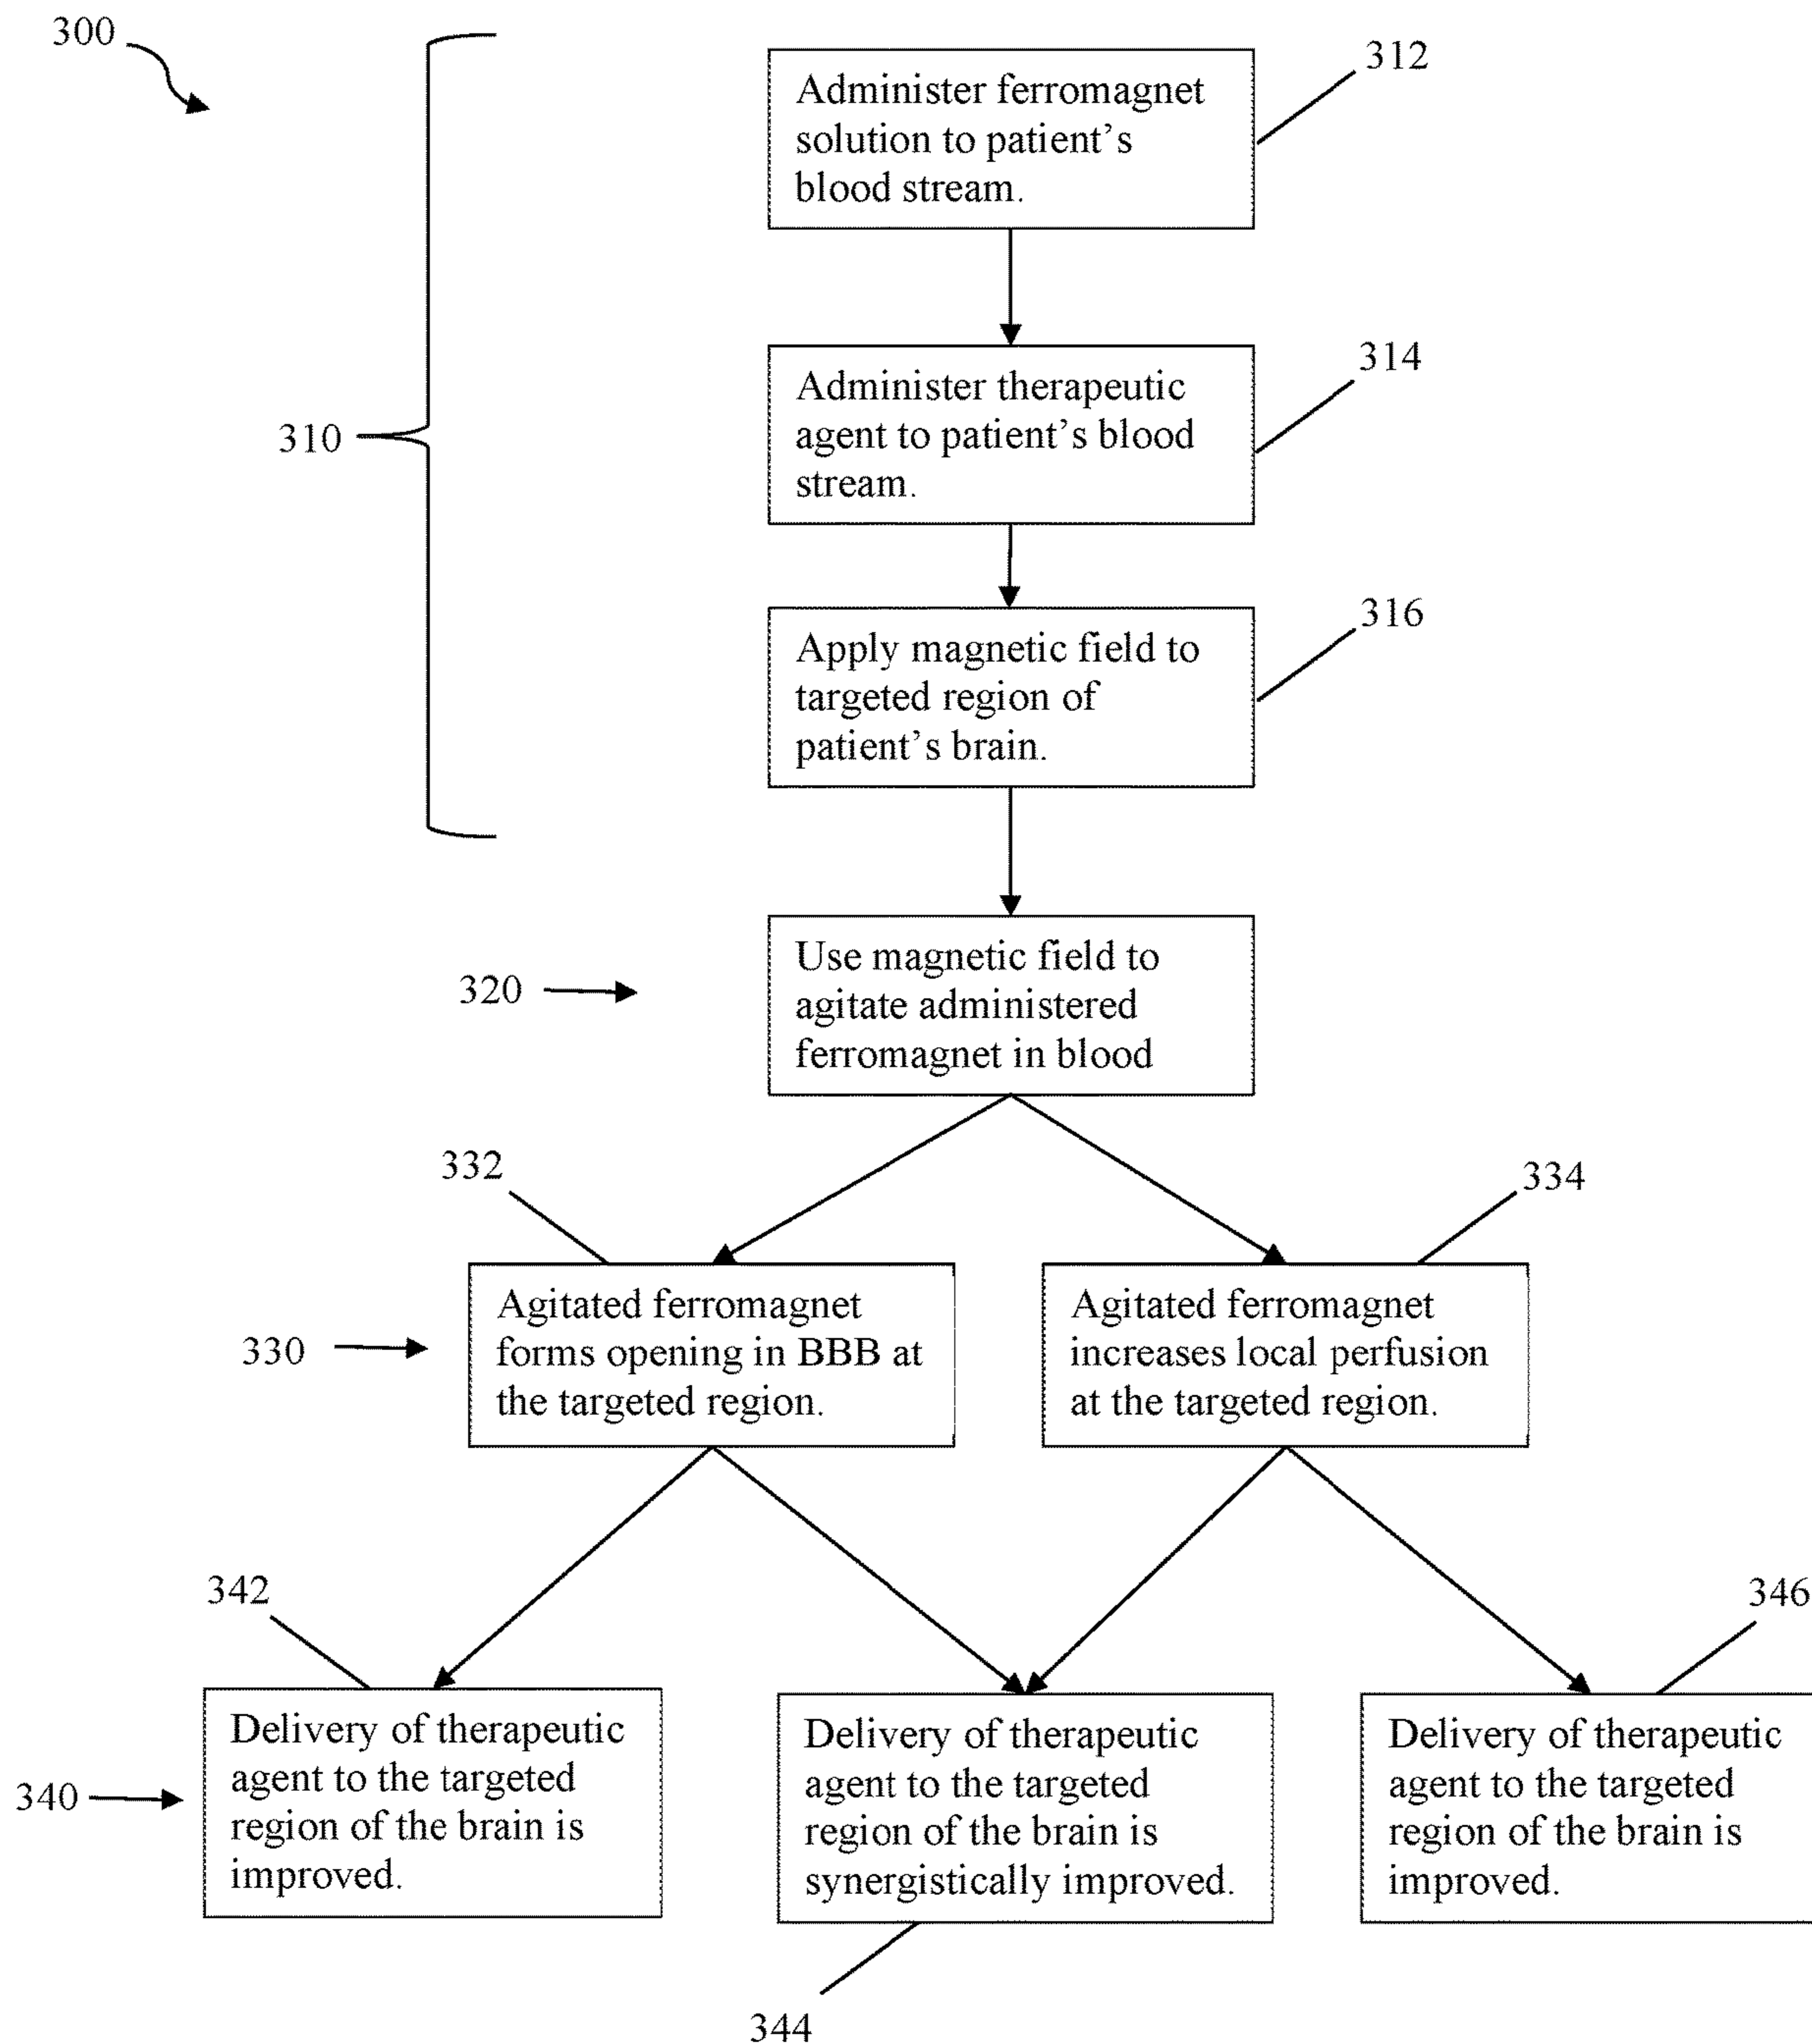 300
312
Administer ferromagnet
solution to patient's
blood stream.
314
Administer therapeutic
agent to patient's blood
stream.
310
316
Apply magnetic field to
targeted region of
patient's brain.
320
Use magnetic field to
agitate administered
ferromagnet in blood
332
334
330
Agitated ferromagnet
forms opening in BBB at
the targeted region.
Agitated ferromagnet
increases local perfusion
at the targeted region.
342
346
340
Delivery of therapeutic
agent to the targeted
region of the brain is
improved.
Delivery of therapeutic
agent to the targeted
region of the brain is
synergistically improved.
Delivery of therapeutic
agent to the targeted
region of the brain is
improved.
344